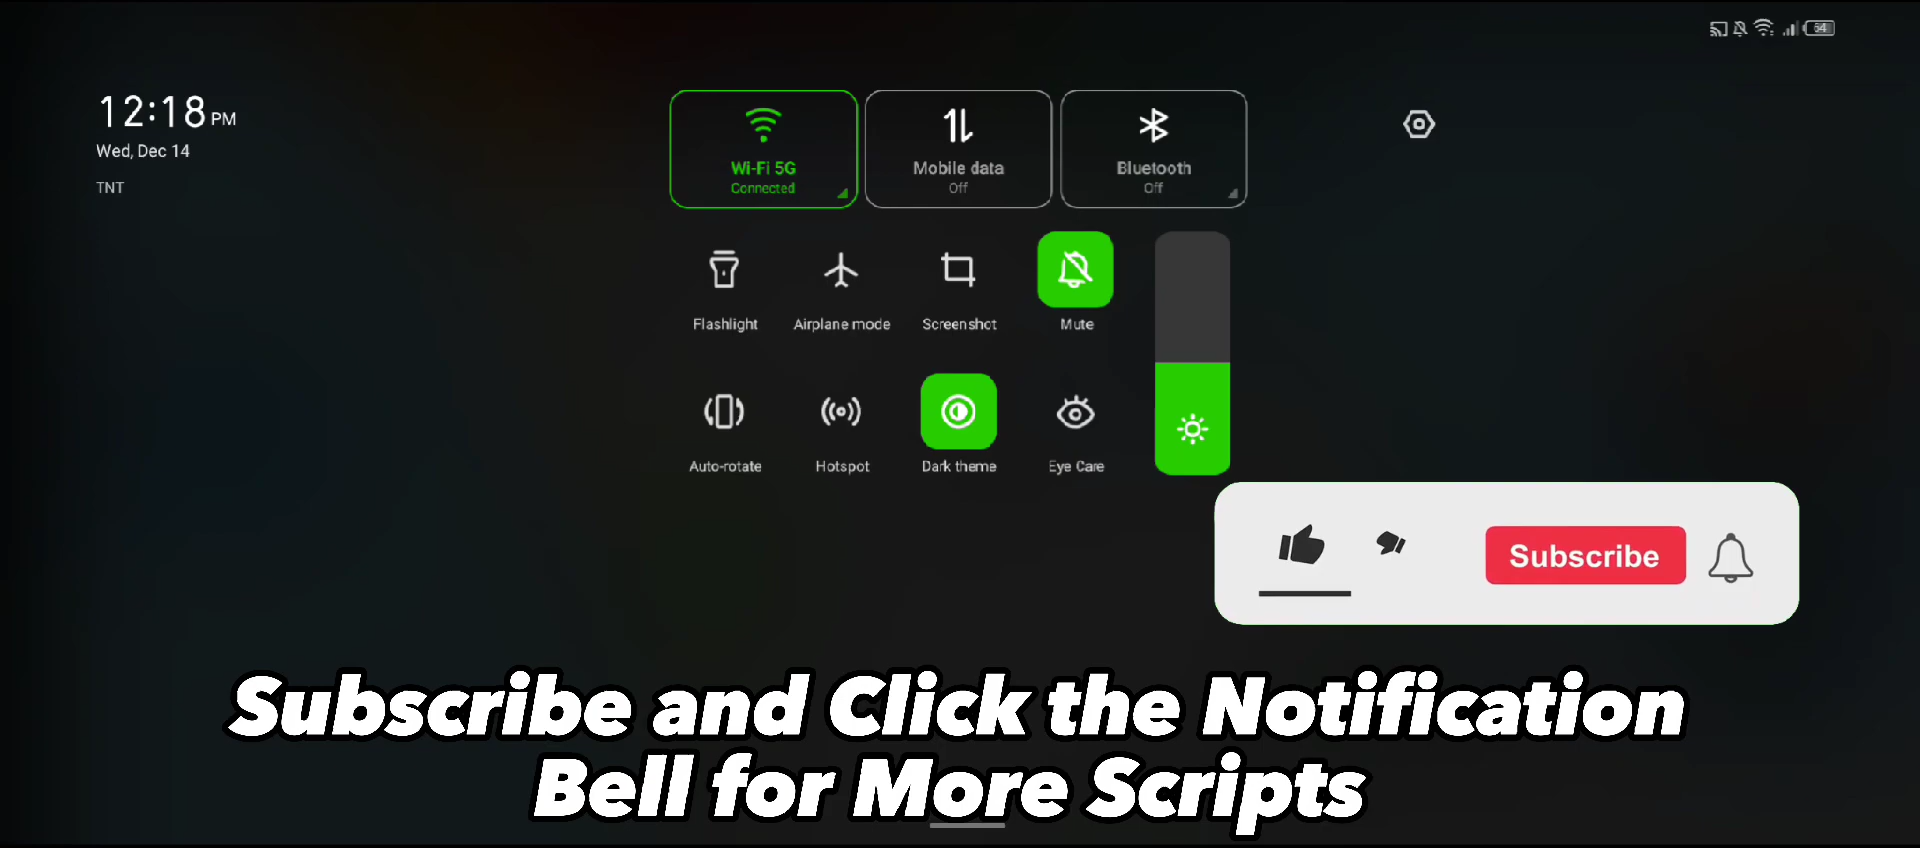 64
12:18 PM
Wed, Dec 14
TNT
Wi-Fi 5G
Connected
Mobile data
Off
Bluetooth
Off
Flashlight
Airplane mode
Screenshot
Mute
Auto-rotate
Hotspot
Dark theme
Eye Care
Subscribe
Subscribe and Click the Notification
Bell for More Scripts